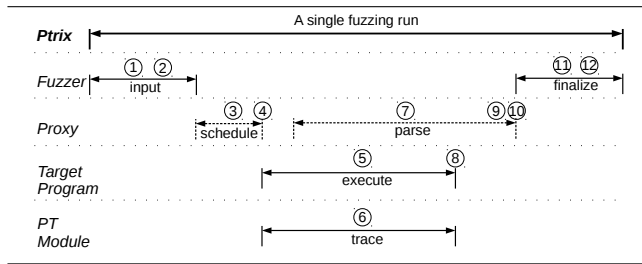 A single fuzzing run
Ptrix
Fuzzer
① ②
input
⑪ ⑫
finalize
Proxy
③ ④
schedule
⑦
parse
⑨ ⑩
Target
Program
⑤ ⑧
execute
PT
Module
⑥
trace